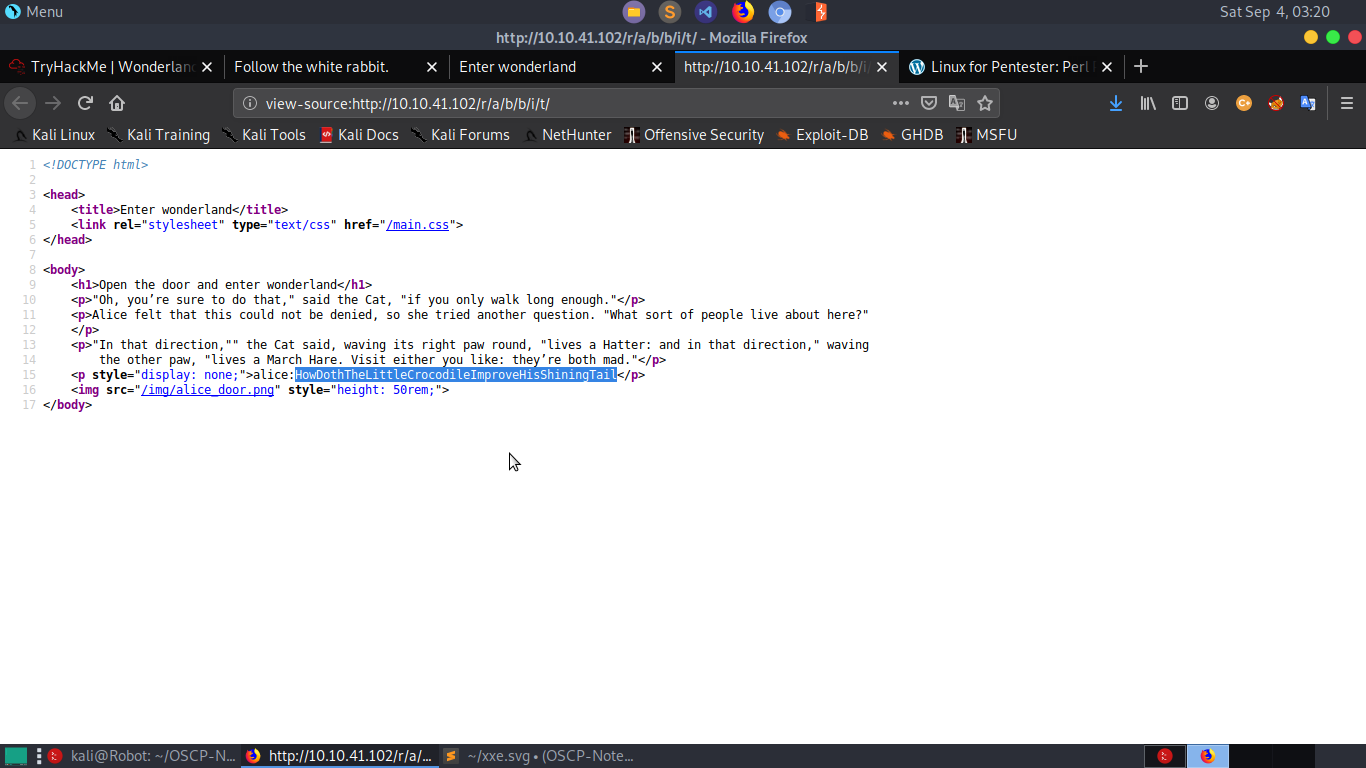 Menu
Sat Sep 4, 03:20
http://10.10.41.102/r/a/b/b/i/t/ - Mozilla Firefox
TryHackMe | Wonderlan
Follow the white rabbit.
Enter wonderland
http://10.10.41.102/r/a/b/b/i/
Linux for Pentester: Perl
view-source:http://10.10.41.102/r/a/b/b/i/t/
Kali Linux
Kali Training
Kali Tools
Kali Docs
Kali Forums
NetHunter
Offensive Security
Exploit-DB
GHDB
MSFU
1 <!DOCTYPE html>
2
3 <head>
4 <title>Enter wonderland</title>
5 <link rel="stylesheet" type="text/css" href="/main.css">
6 </head>
7
8 <body>
9 <h1>Open the door and enter wonderland</h1>
10 <p>"Oh, you’re sure to do that," said the Cat, "if you only walk long enough."</p>
11 <p>Alice felt that this could not be denied, so she tried another question. "What sort of people live about here?"
12 </p>
13 <p>"In that direction,"" the Cat said, waving its right paw round, "lives a Hatter: and in that direction," waving
14 the other paw, "lives a March Hare. Visit either you like: they’re both mad."</p>
15 <p style="display: none;">alice:HowDothTheLittleCrocodileImproveHisShiningTail</p>
16 <img src="/img/alice_door.png" style="height: 50rem;">
17 </body>
kali@Robot: ~/OSCP-N...
http://10.10.41.102/r/a/...
~/xxe.svg • (OSCP-Note...